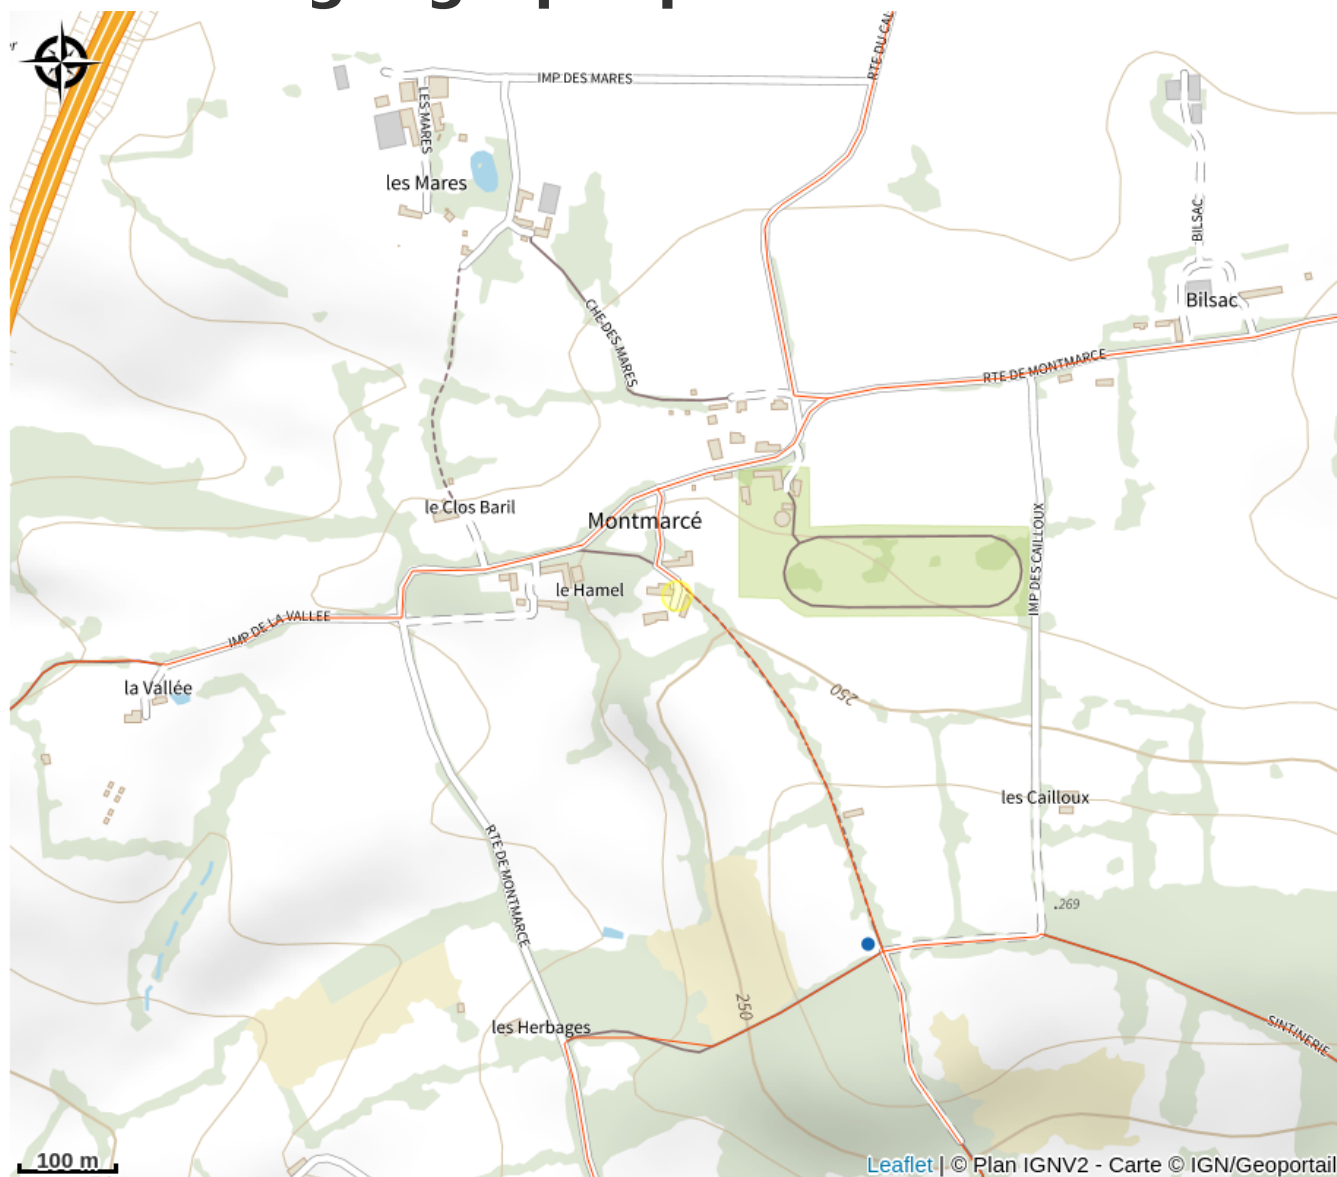 IMP DES MARES
RTE DU CAL
LES MARES
les Mares
BILSAC
Bilsac
CHE DES MARES
RTE DE MONTMARCE
le Clos Baril
Montmarcé
IMP DES CAILLOUX
le Hamel
IMP DE LA VALLEE
la Vallée
250
les Cailloux
RTE DE MONTMARCE
.269
250
les Herbages
SINTINERIE
100 m
Leaflet | © Plan IGNV2 - Carte © IGN/Geoportail